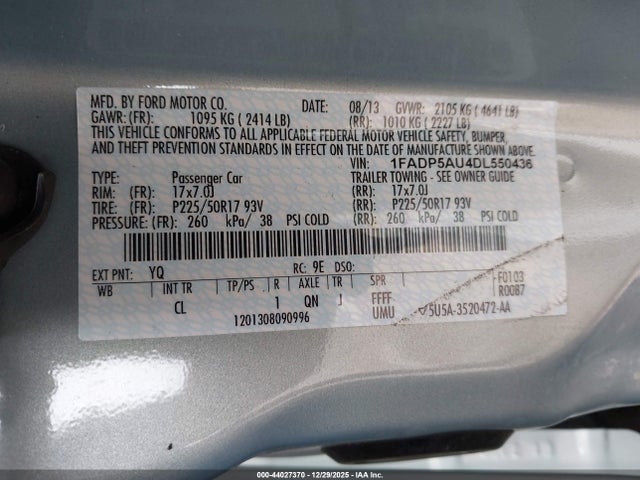 MFD. BY FORD MOTOR CO. DATE: 08/13 GVWR: 2105 KG ( 4641 LB)
GAWR: (FR): 1095 KG ( 2414 LB) (RR): 1010 KG ( 2227 LB)
THIS VEHICLE CONFORMS TO ALL APPLICABLE FEDERAL MOTOR VEHICLE SAFETY, BUMPER,
AND THEFT PREVENTION STANDARDS IN EFFECT ON THE DATE OF MANUFACTURE SHOWN ABOVE.
VIN: 1FADP5AU4DL550436
TYPE: Passenger Car TRAILER TOWING - SEE OWNER GUIDE
RIM: (FR): 17x7.0J (RR): 17x7.0J
TIRE: (FR): P225/50R17 93V (RR): P225/50R17 93V
PRESSURE: (FR): 260 kPa/ 38 PSI COLD (RR): 260 kPa/ 38 PSI COLD
EXT PNT: YQ RC: 9E DSO: F0103
WB INT TR TP/PS R AXLE TR SPR R0087
CL 1 QN J FFFF
1201308090996 UMU 5U5A-3520472-AA
000-44027370 - 12/29/2025 - IAA Inc.